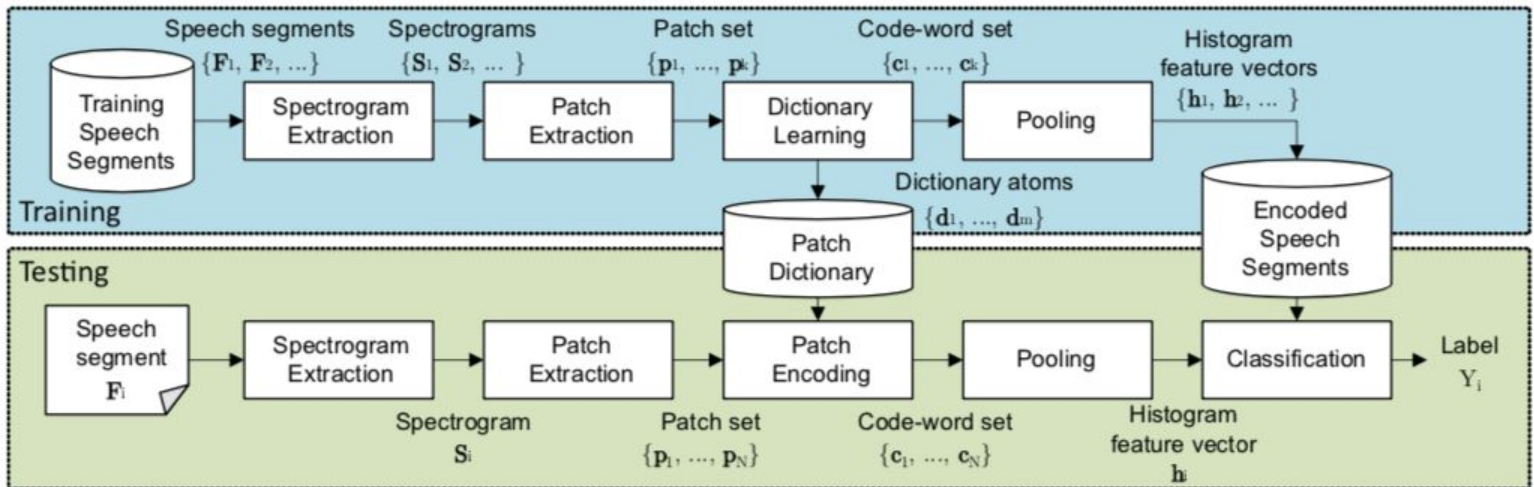 Speech segments
{F1, F2, ...}
Spectrograms
{S1, S2, ... }
Patch set
{p1, ..., pk}
Code-word set
{c1, ..., ck}
Histogram
feature vectors
{h1, h2, ... }
Training
Speech
Segments
Spectrogram
Extraction
Patch
Extraction
Dictionary
Learning
Pooling
Training
Dictionary atoms
{d1, ..., dm}
Patch
Dictionary
Encoded
Speech
Segments
Testing
Speech
segment
Fi
Spectrogram
Extraction
Patch
Extraction
Patch
Encoding
Pooling
Classification
Label
Yi
Spectrogram
Si
Patch set
{p1, ..., pN}
Code-word set
{c1, ..., cN}
Histogram
feature vector
hi